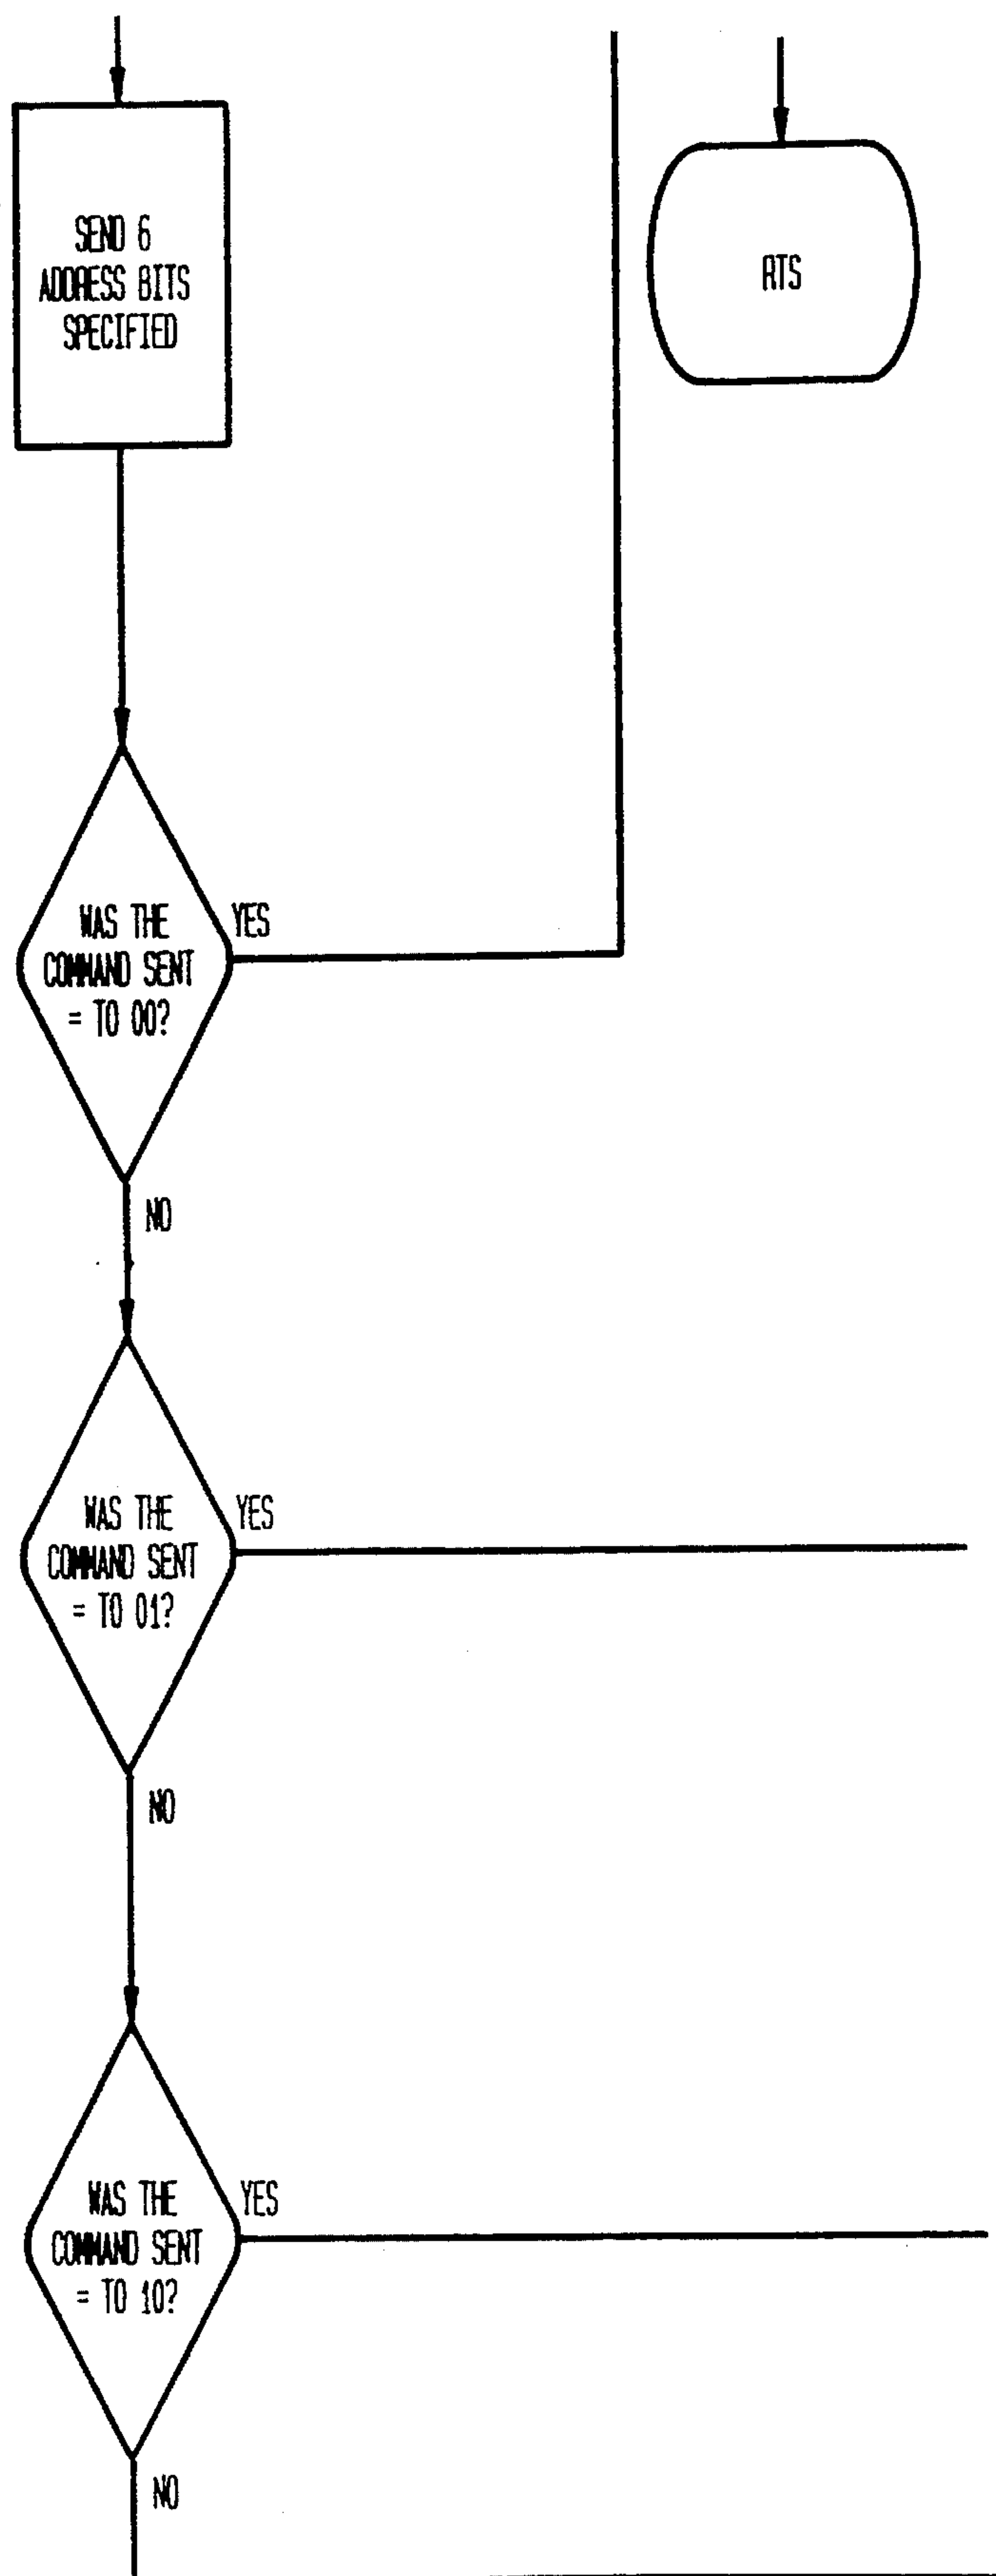 SEND 6
ADDRESS BITS
SPECIFIED
RTS
WAS THE
COMMAND SENT
= TO 00?
YES
NO
WAS THE
COMMAND SENT
= TO 01?
YES
NO
WAS THE
COMMAND SENT
= TO 10?
YES
NO